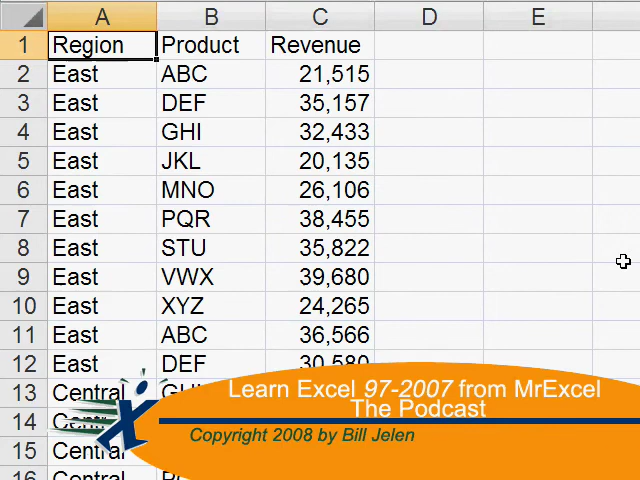 A B C D E
1 Region Product Revenue
2 East ABC 21,515
3 East DEF 35,157
4 East GHI 32,433
5 East JKL 20,135
6 East MNO 26,106
7 East PQR 38,455
8 East STU 35,822
9 East VWX 39,680
10 East XYZ 24,265
11 East ABC 36,566
12 East DEF 30,580
13 Central
14 Central
15 Central
16 Central
Learn Excel 97-2007 from MrExcel
The Podcast
Copyright 2008 by Bill Jelen